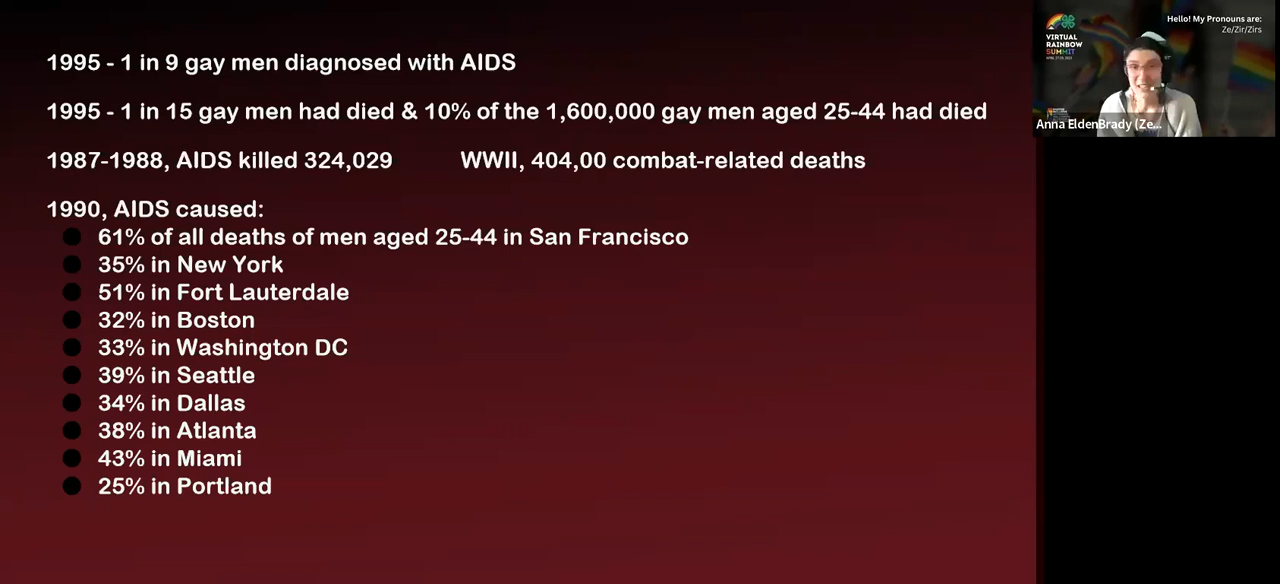 1995 - 1 in 9 gay men diagnosed with AIDS
1995 - 1 in 15 gay men had died & 10% of the 1,600,000 gay men aged 25-44 had died
1987-1988, AIDS killed 324,029 WWII, 404,00 combat-related deaths
1990, AIDS caused:
61% of all deaths of men aged 25-44 in San Francisco
35% in New York
51% in Fort Lauderdale
32% in Boston
33% in Washington DC
39% in Seattle
34% in Dallas
38% in Atlanta
43% in Miami
25% in Portland
Hello! My Pronouns are:
Ze/Zir/Zirs
VIRTUAL
RAINBOW
SUMMIT
Anna EldenBrady (Ze...